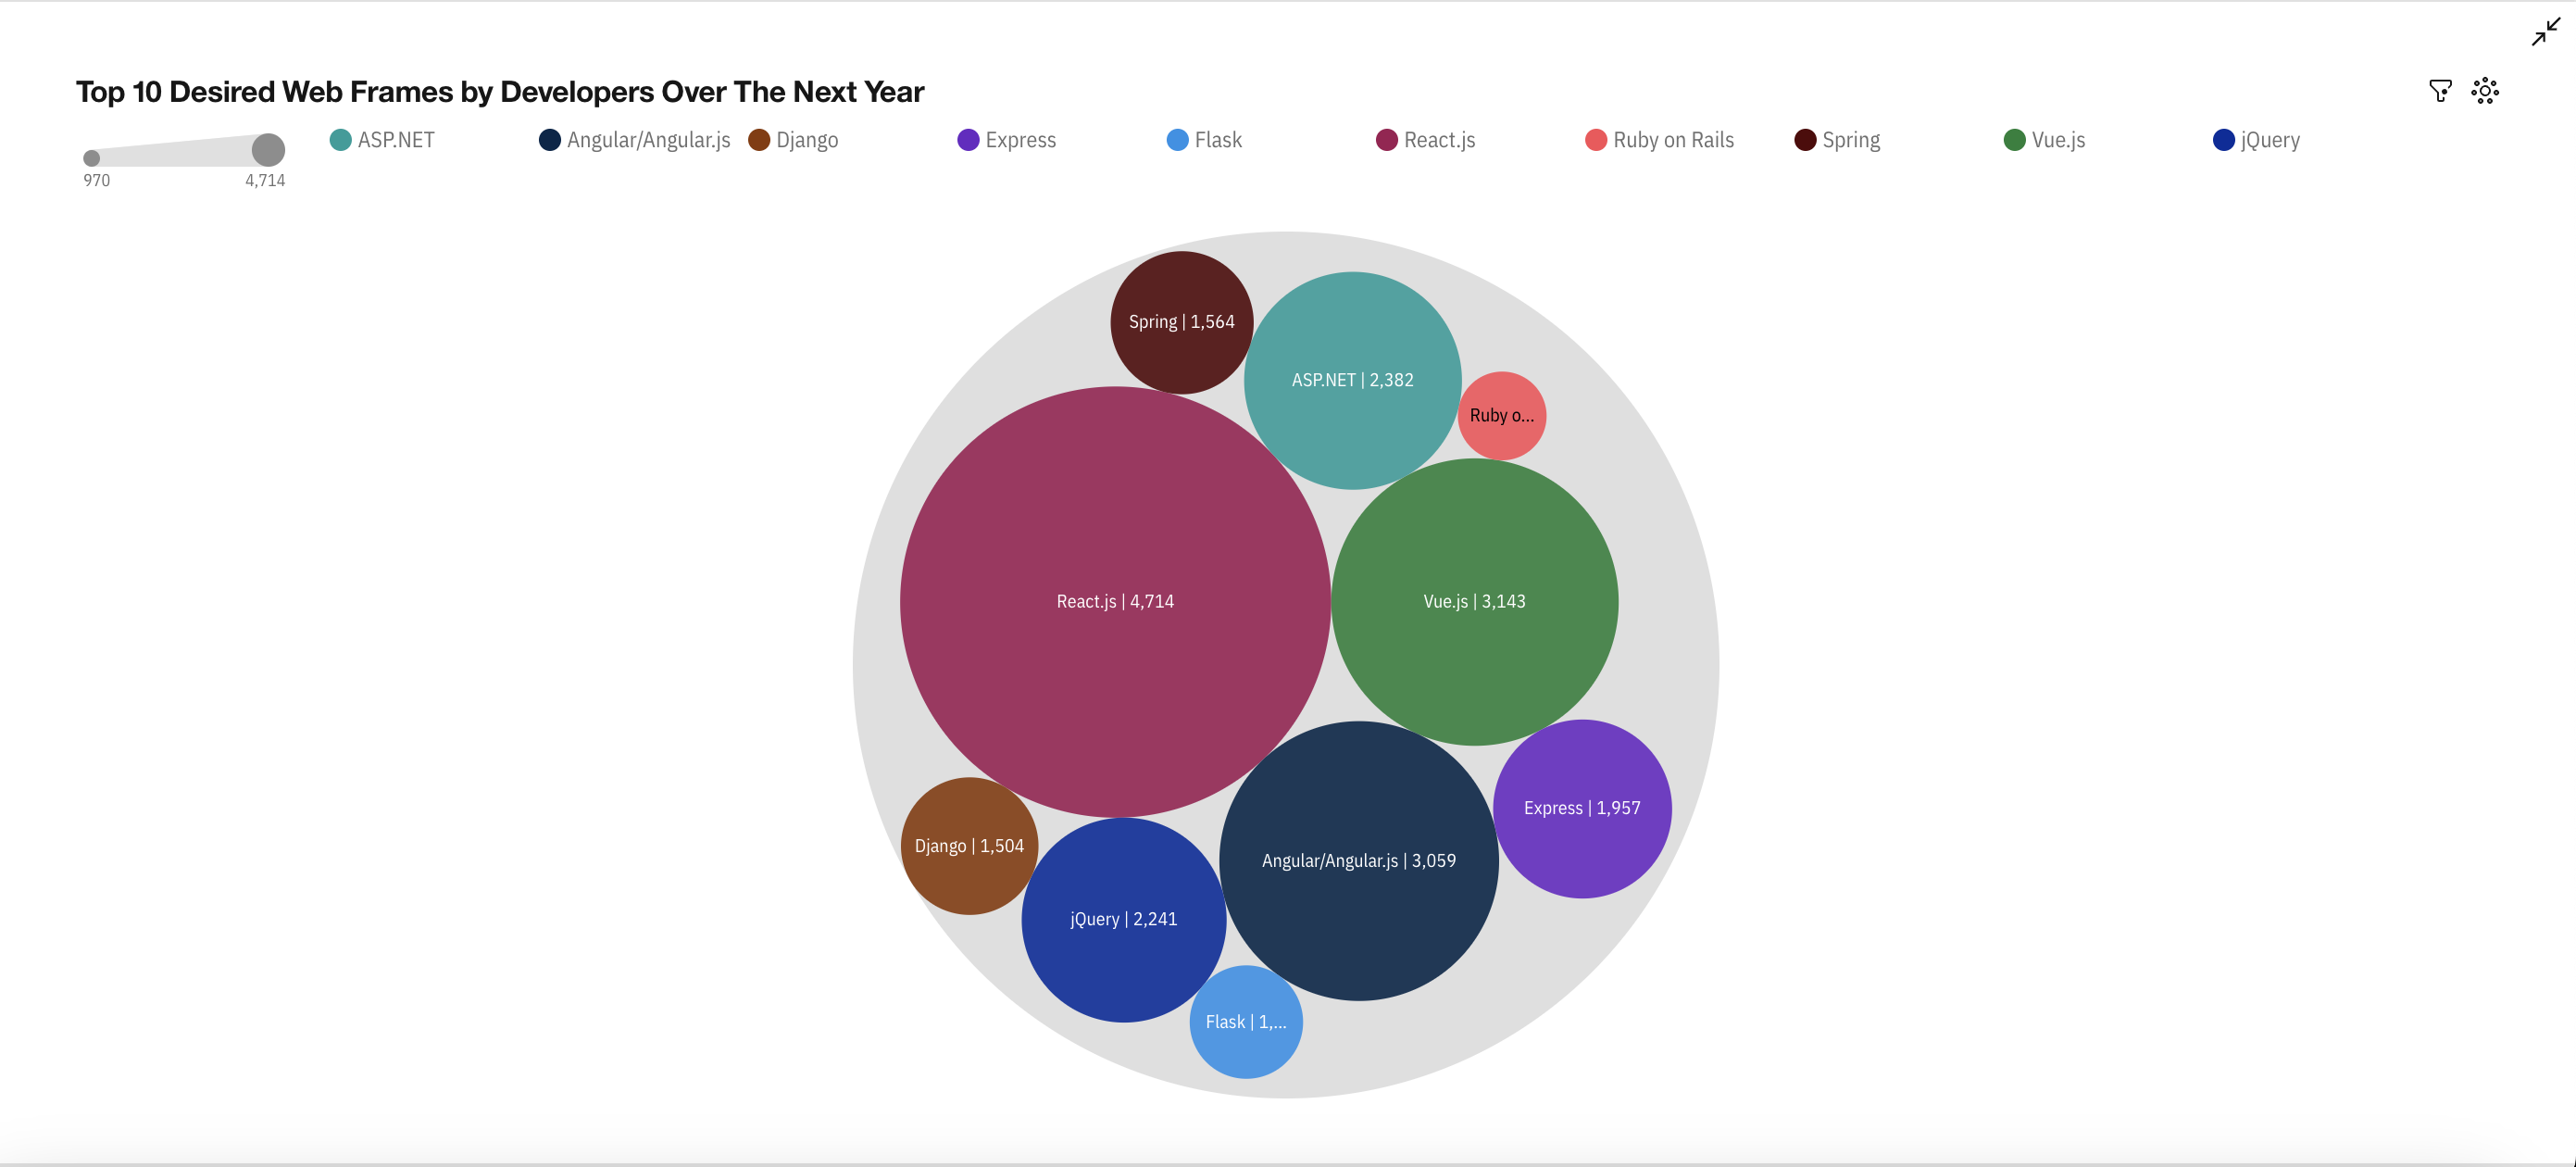 Top 10 Desired Web Frames by Developers Over The Next Year
ASP.NET
Angular/Angular.js
Django
Express
Flask
React.js
Ruby on Rails
Spring
Vue.js
jQuery
970
4,714
Spring | 1,564
ASP.NET | 2,382
Ruby o...
React.js | 4,714
Vue.js | 3,143
Express | 1,957
Django | 1,504
Angular/Angular.js | 3,059
jQuery | 2,241
Flask | 1,...